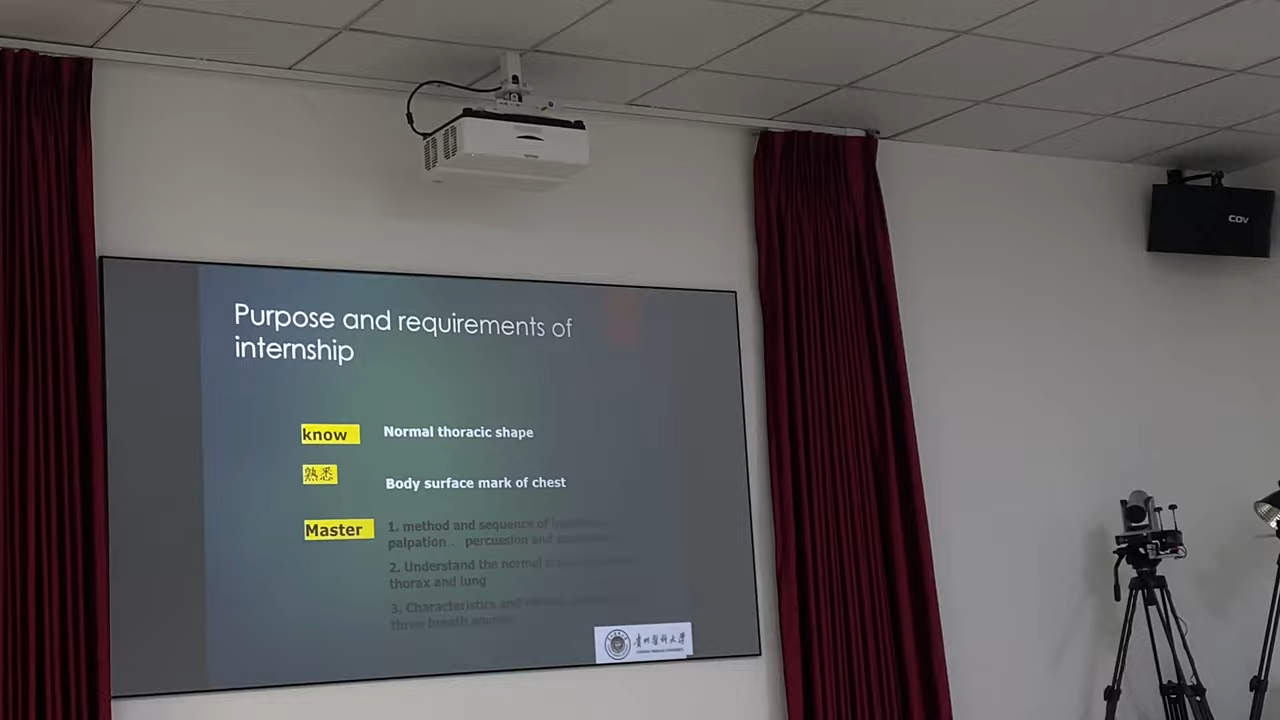 COV
Purpose and requirements of
internship
know
Normal thoracic shape
熟悉
Body surface mark of chest
Master
1. method and sequence of
palpation.. percussion and
2. Understand the normal
thorax and lung
3. Characteristics and
three breath
贵州医科大学